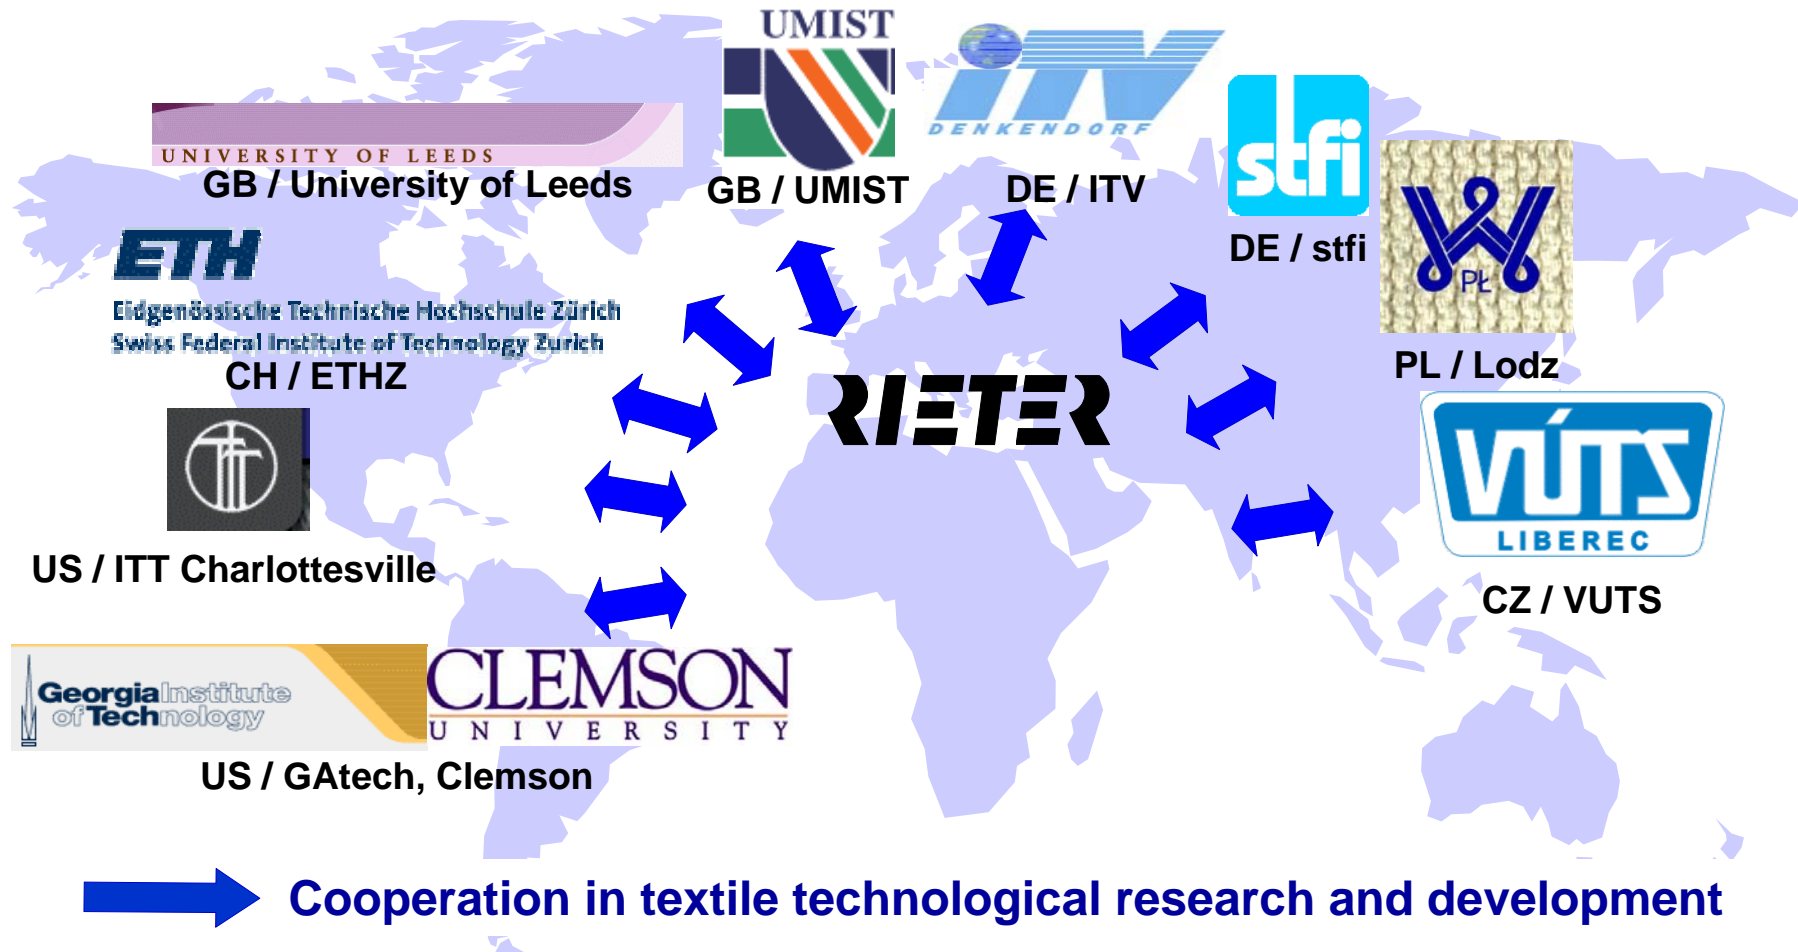 UMIST
iTV
DENKENDORF
stfi
UNIVERSITY OF LEEDS
GB / University of Leeds
GB / UMIST
DE / ITV
DE / stfi
PŁ
ETH
Eidgenössische Technische Hochschule Zürich
Swiss Federal Institute of Technology Zurich
CH / ETHZ
PL / Lodz
RIETER
VÚTS
LIBEREC
US / ITT Charlottesville
CZ / VUTS
Georgia Institute
of Technology
CLEMSON
UNIVERSITY
US / GAtech, Clemson
Cooperation in textile technological research and development